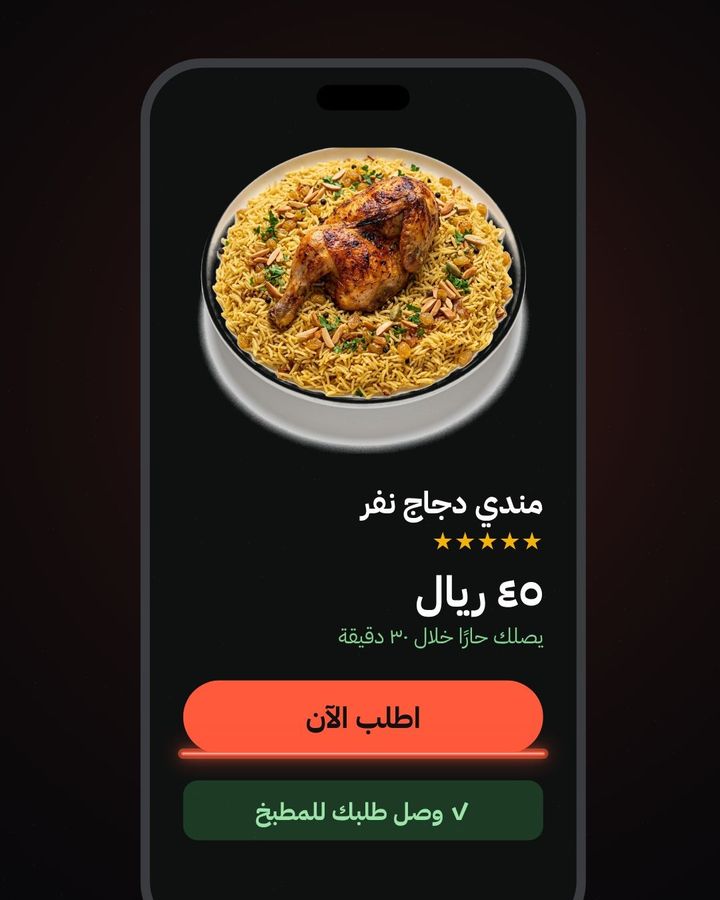 مندي دجاج نفر
★★★★★
٤٥ ريال
يصلك حارًا خلال ٣٠ دقيقة
اطلب الآن
✓ وصل طلبك للمطبخ